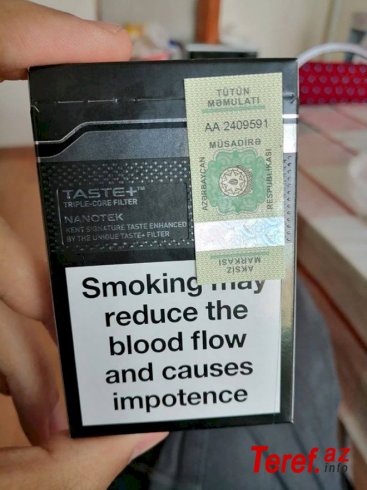 TÜTÜN
MƏMULATI
AA 2409591
MÜSADİRƏ
AZƏRBAYCAN
RESPUBLİKASI
AKSİZ
MARKASI
TASTE+™
TRIPLE-CORE FILTER
NANOTEK
KENT SIGNATURE TASTE ENHANCED
BY THE UNIQUE TASTE+ FILTER
Smoking may
reduce the
blood flow
and causes
impotence
Teref.az
info